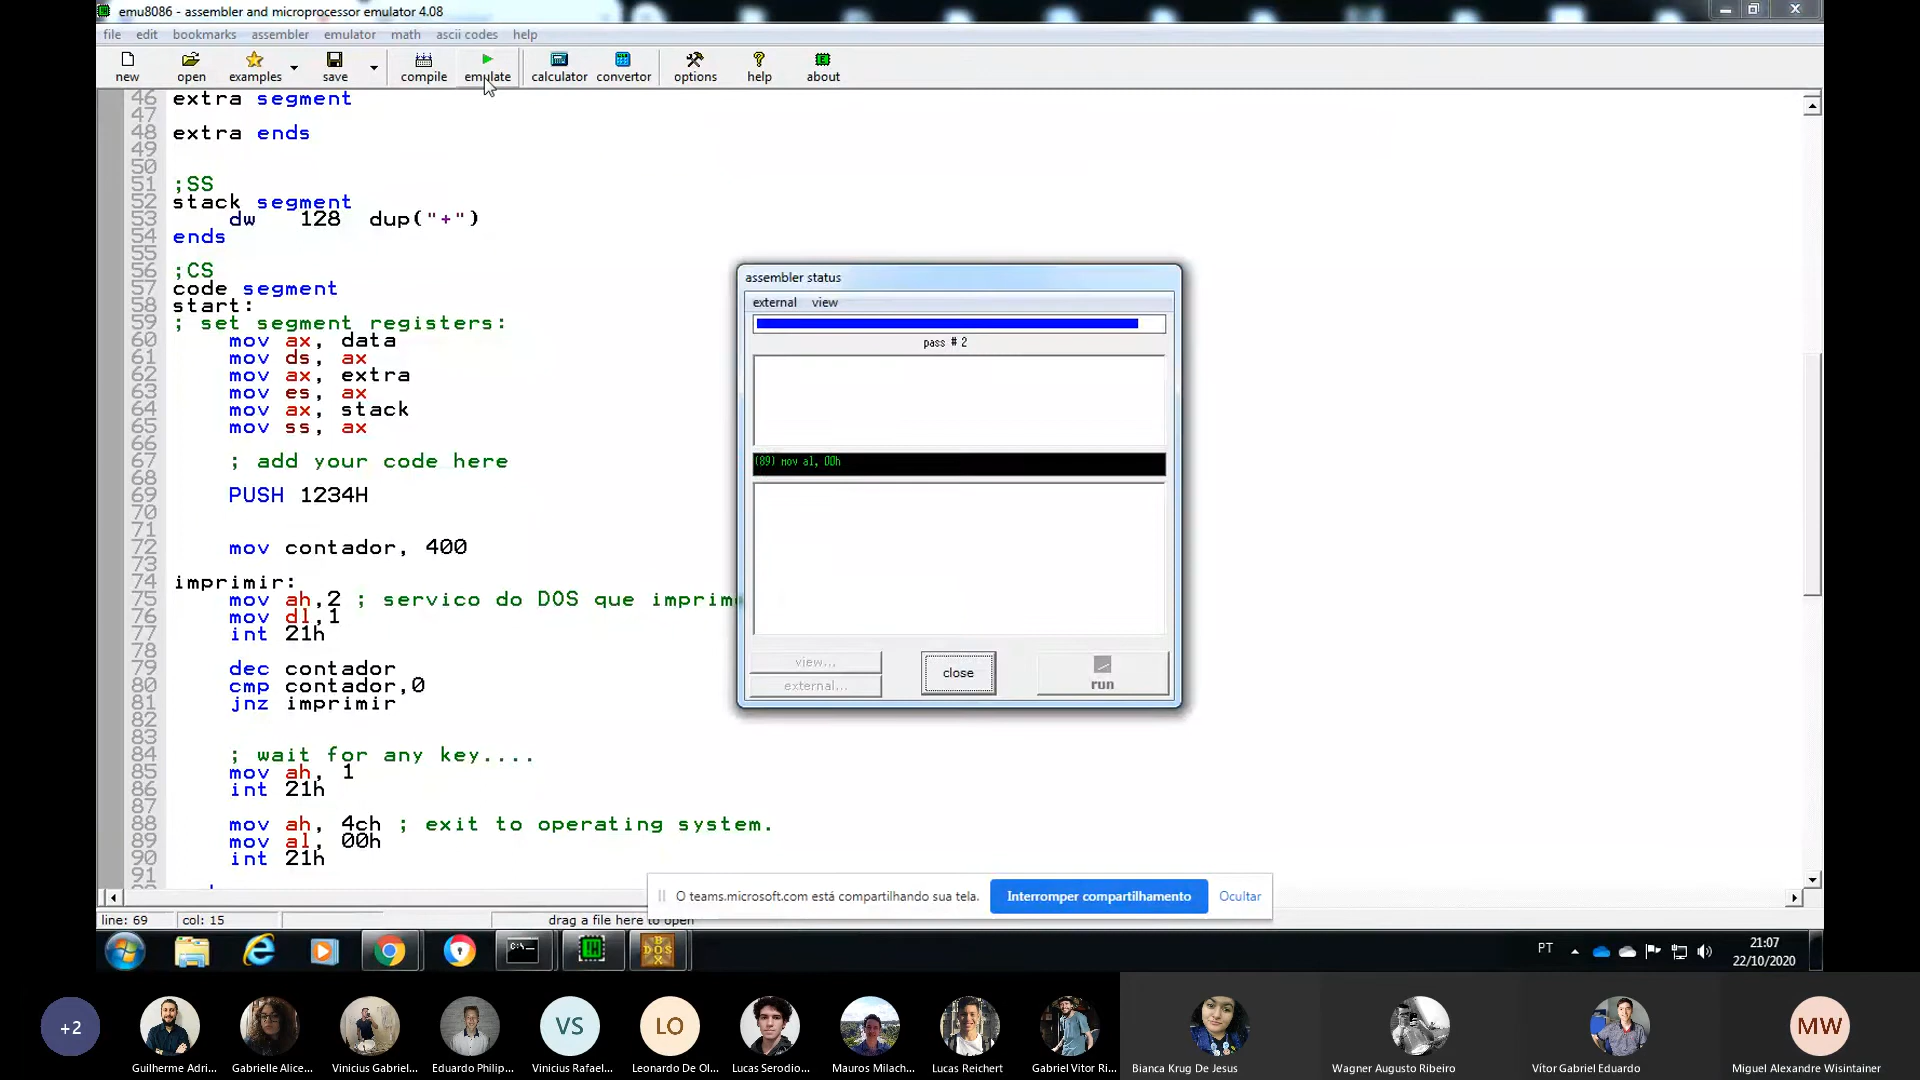 emu8086 - assembler and microprocessor emulator 4.08
file edit bookmarks assembler emulator math ascii codes help
new open examples save compile emulate calculator convertor options help about
46 extra segment
47
48 extra ends
49
50
51 ;SS
52 stack segment
53 dw 128 dup("+")
54 ends
55
56 ;CS
57 code segment
58 start:
59 ; set segment registers:
60 mov ax, data
61 mov ds, ax
62 mov ax, extra
63 mov es, ax
64 mov ax, stack
65 mov ss, ax
66
67 ; add your code here
68
69 PUSH 1234H
70
71
72 mov contador, 400
73
74 imprimir:
75 mov ah,2 ; servico do DOS que imprim
76 mov dl,1
77 int 21h
78
79 dec contador
80 cmp contador,0
81 jnz imprimir
82
83
84 ; wait for any key....
85 mov ah, 1
86 int 21h
87
88 mov ah, 4ch ; exit to operating system.
89 mov al, 00h
90 int 21h
91
assembler status
external view
pass # 2
(89) mov al, 00h
view...
external...
close
run
O teams.microsoft.com está compartilhando sua tela. Interromper compartilhamento Ocultar
line: 69 col: 15 drag a file here to open
C:\_
DOS BOX
PT
21:07
22/10/2020
+2
VS
LO
MW
Guilherme Adri... Gabrielle Alice... Vinicius Gabriel... Eduardo Philip... Vinicius Rafael... Leonardo De Ol... Lucas Serodio... Mauros Milach... Lucas Reichert Gabriel Vitor Ri... Bianca Krug De Jesus Wagner Augusto Ribeiro Vítor Gabriel Eduardo Miguel Alexandre Wisintainer